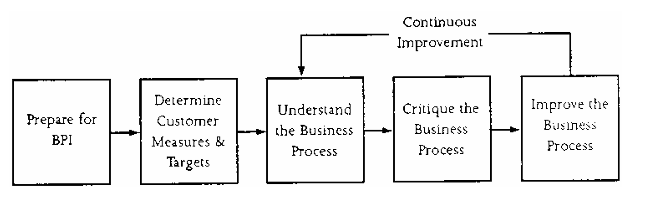 Continuous
Improvement
Prepare for
BPI
Determine
Customer
Measures &
Targets
Understand
the Business
Process
Critique the
Business
Process
Improve the
Business
Process